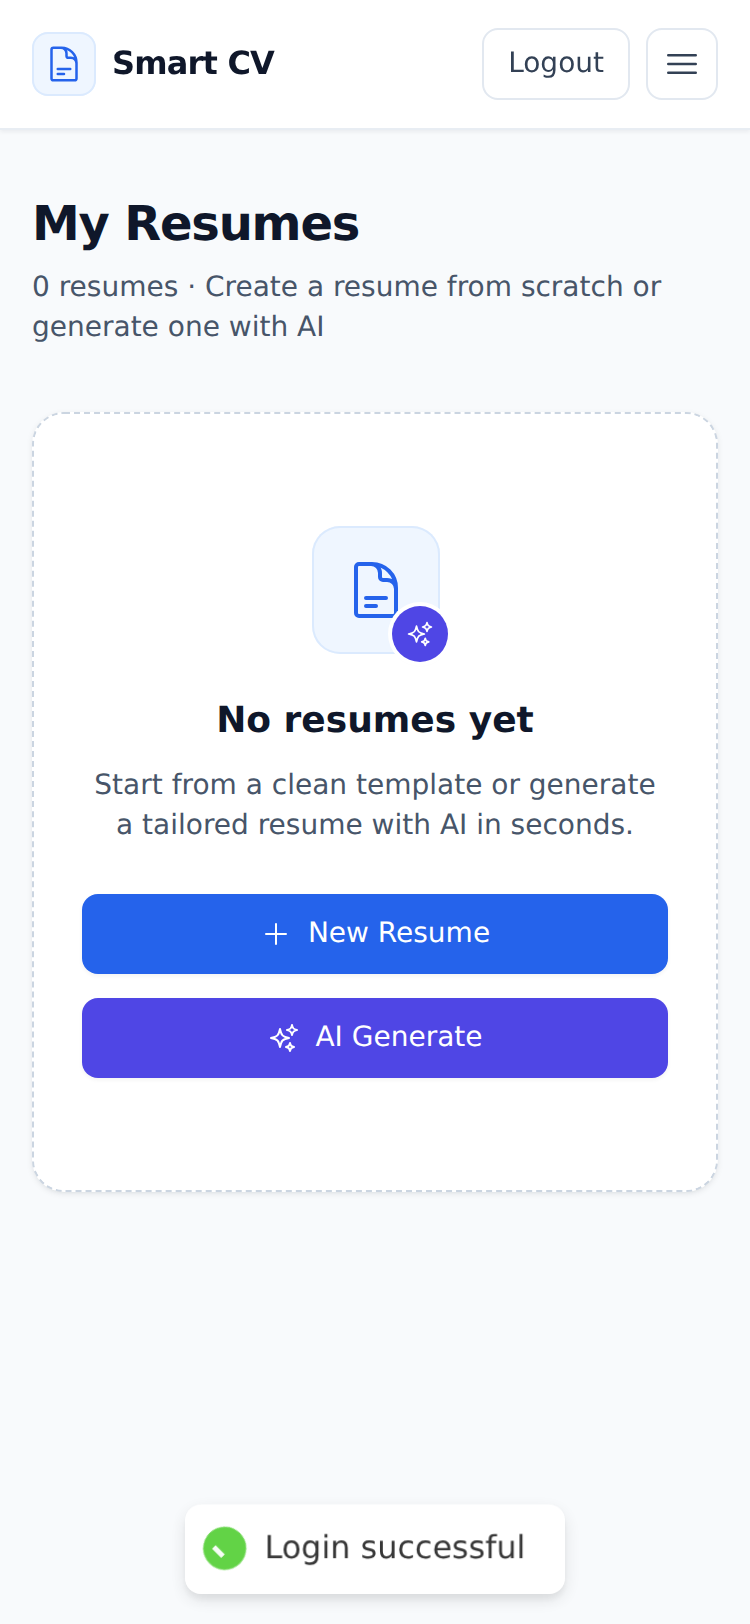 Smart CV
Logout
My Resumes
0 resumes · Create a resume from scratch or
generate one with AI
No resumes yet
Start from a clean template or generate
a tailored resume with AI in seconds.
New Resume
AI Generate
Login successful